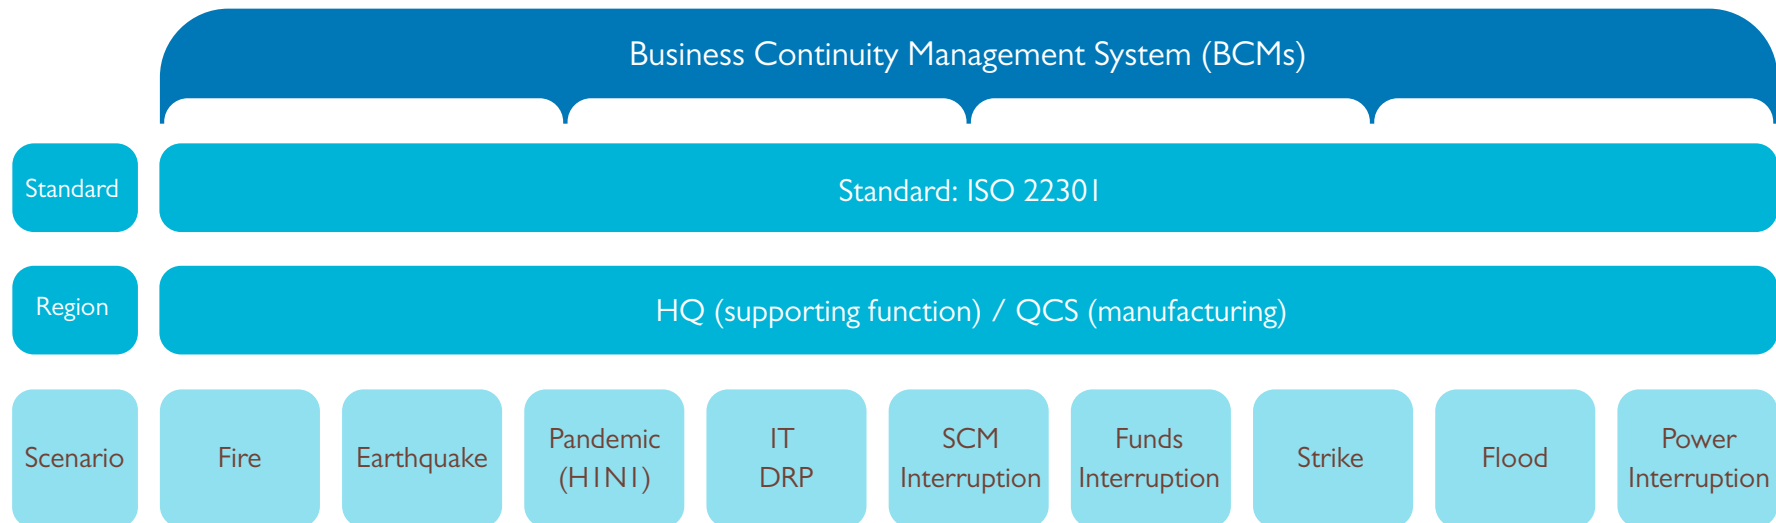 Business Continuity Management System (BCMs)
Standard
Standard: ISO 22301
Region
HQ (supporting function) / QCS (manufacturing)
Scenario
Fire
Earthquake
Pandemic
(H1N1)
IT
DRP
SCM
Interruption
Funds
Interruption
Strike
Flood
Power
Interruption